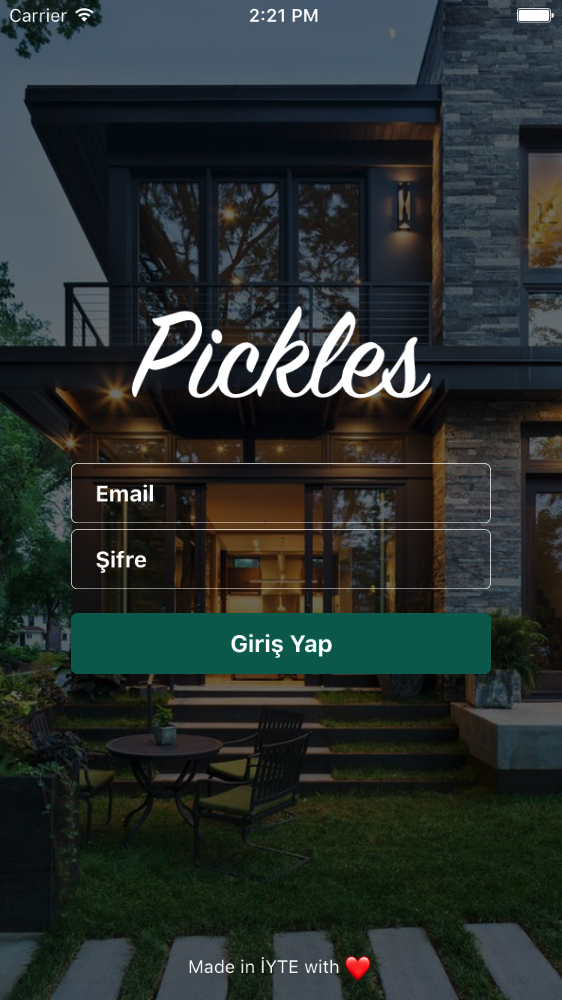 Carrier 2:21 PM
Pickles
Email
Şifre
Giriş Yap
Made in İYTE with ❤️